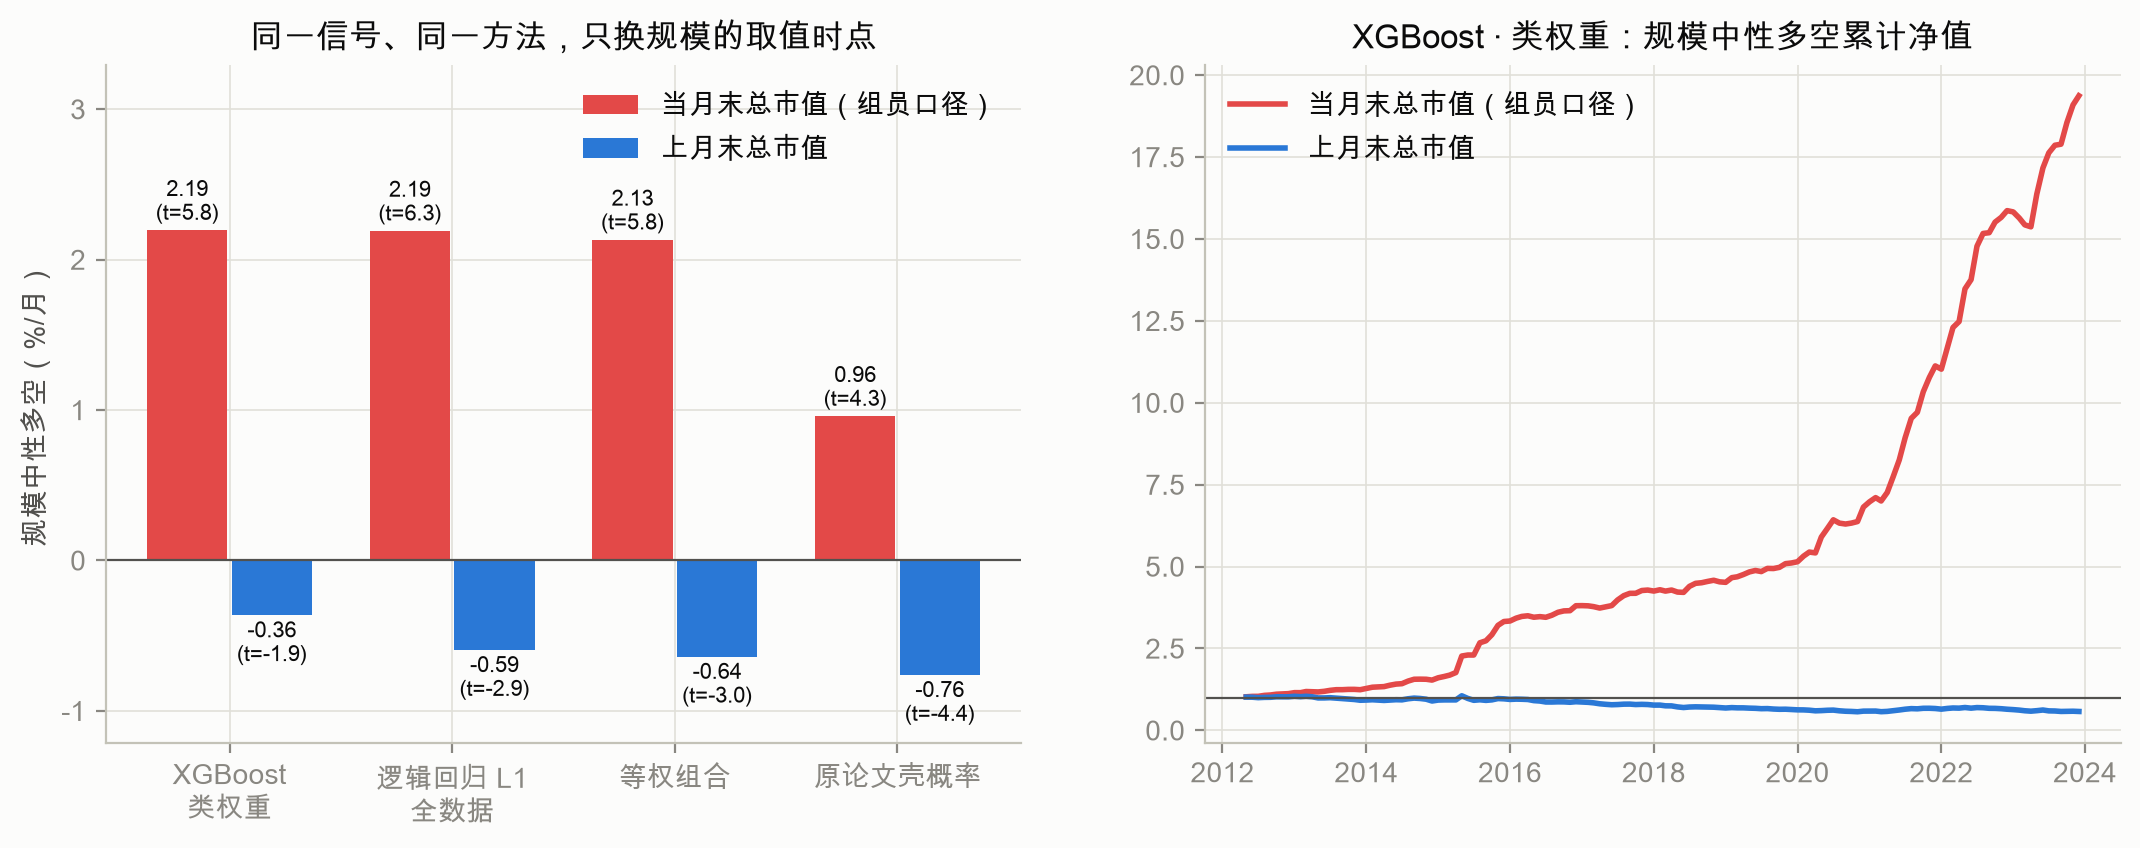 同一信号、同一方法，只换规模的取值时点
当月末总市值（组员口径）
上月末总市值
规模中性多空（%/月）
3
2
1
0
-1
2.19
(t=5.8)
-0.36
(t=-1.9)
2.19
(t=6.3)
-0.59
(t=-2.9)
2.13
(t=5.8)
-0.64
(t=-3.0)
0.96
(t=4.3)
-0.76
(t=-4.4)
XGBoost
类权重
逻辑回归 L1
全数据
等权组合
原论文壳概率
XGBoost · 类权重：规模中性多空累计净值
当月末总市值（组员口径）
上月末总市值
20.0
17.5
15.0
12.5
10.0
7.5
5.0
2.5
0.0
2012
2014
2016
2018
2020
2022
2024